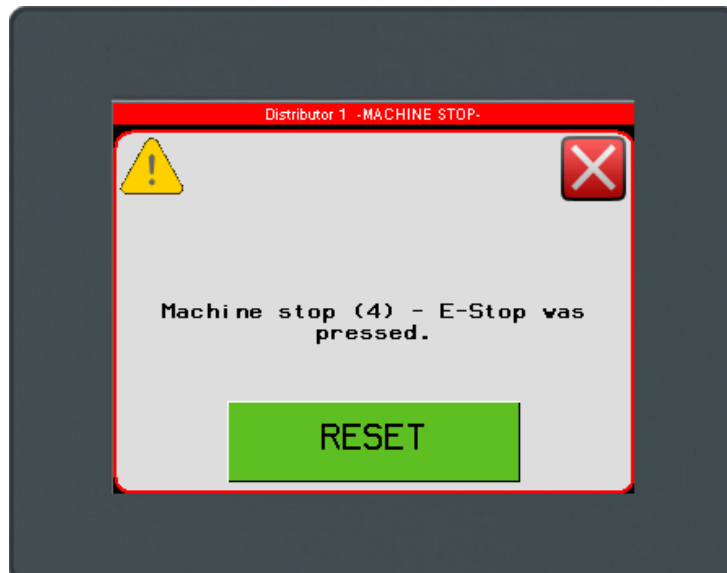 Distributor 1 -MACHINE STOP-
Machine stop (4) - E-Stop was
pressed.
RESET